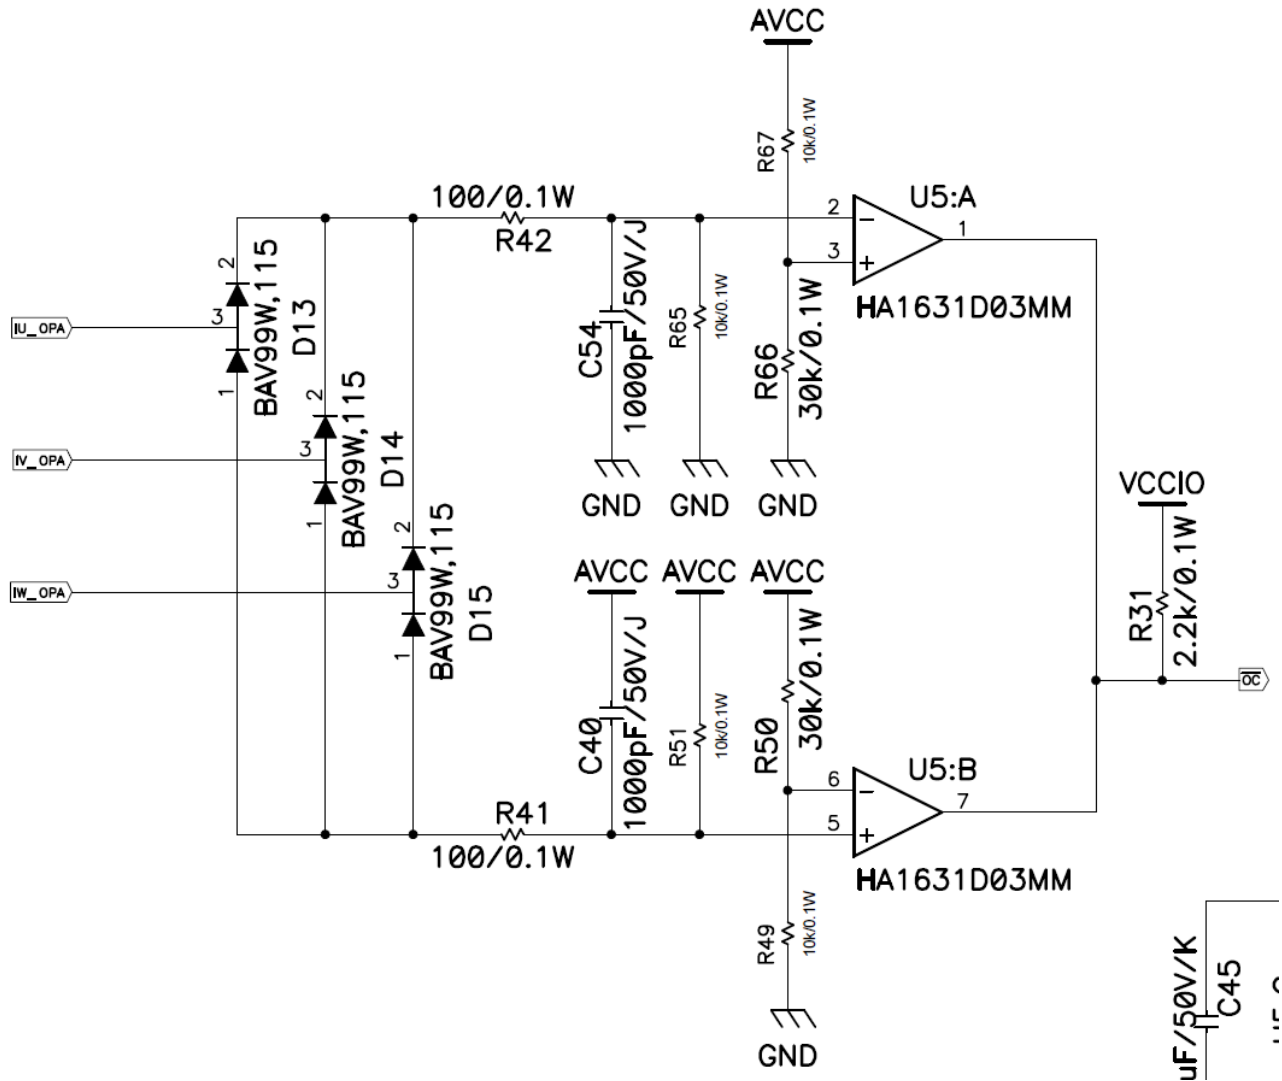 AVCC
R67
10k/0.1W
100/0.1W
R42
2
3
U5:A
1
HA1631D03MM
IU_OPA
2
3
1
BAV99W,115
D13
C54
1000pF/50V/J
R65
10k/0.1W
R66
30k/0.1W
IV_OPA
2
3
1
BAV99W,115
D14
GND
GND
GND
VCCIO
R31
2.2k/0.1W
IW_OPA
2
3
1
BAV99W,115
D15
AVCC
AVCC
AVCC
C40
1000pF/50V/J
R51
10k/0.1W
R50
30k/0.1W
OC
R41
100/0.1W
6
5
U5:B
7
HA1631D03MM
R49
10k/0.1W
GND
uF/50V/K
C45